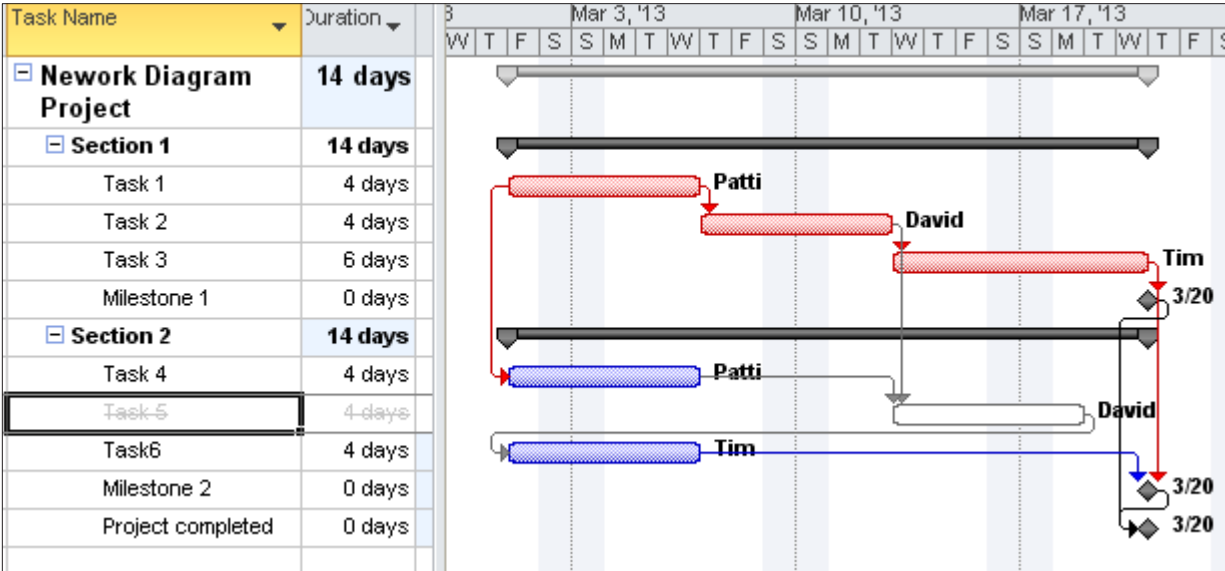 Task Name Duration 3 Mar 3, '13 Mar 10, '13 Mar 17, '13
W T F S S M T W T F S S M T W T F S S M T W T F S
Nework Diagram 14 days
Project
Section 1 14 days
Task 1 4 days Patti
Task 2 4 days David
Task 3 6 days Tim
Milestone 1 0 days 3/20
Section 2 14 days
Task 4 4 days Patti
Task 5 4 days David
Task6 4 days Tim
Milestone 2 0 days 3/20
Project completed 0 days 3/20